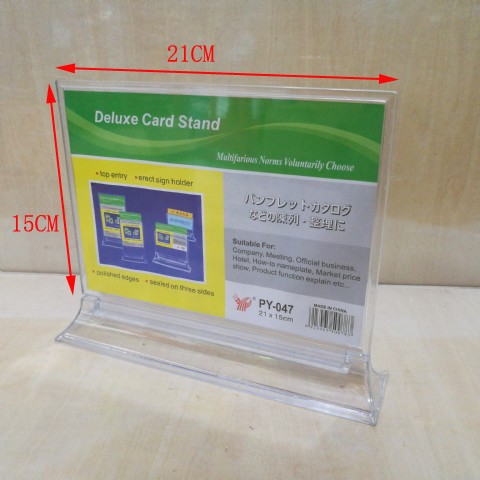 21CM
15CM
Deluxe Card Stand
Multifarious Norms Voluntarily Choose
• top entry • erect sign holder
• polished edges • sealed on three sides
パンフレットカタログ
などの陳列・整理に
Suitable For:
Company, Meeting, Official business,
Hotel, How-is nameplate, Market price
show, Product function explain etc...
PY-047
21 x 15cm
MADE IN CHINA